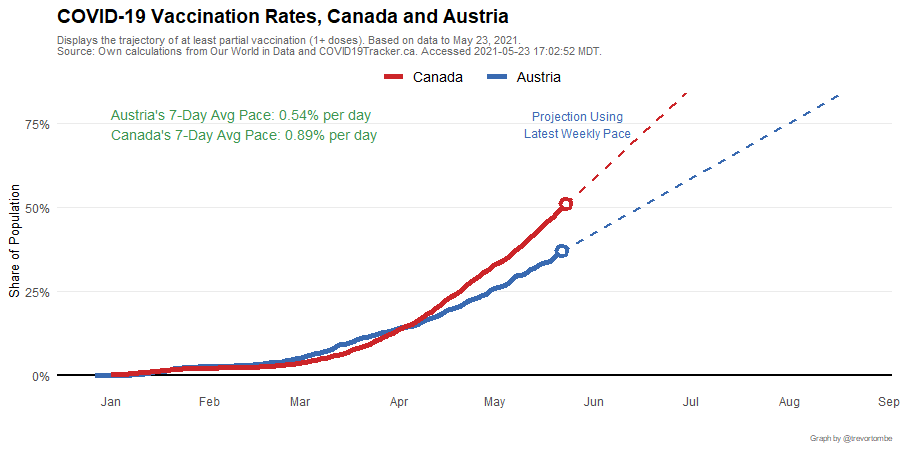 COVID-19 Vaccination Rates, Canada and Austria
Displays the trajectory of at least partial vaccination (1+ doses). Based on data to May 23, 2021.
Source: Own calculations from Our World in Data and COVID19Tracker.ca. Accessed 2021-05-23 17:02:52 MDT.
Canada Austria
Austria's 7-Day Avg Pace: 0.54% per day
Canada's 7-Day Avg Pace: 0.89% per day
Projection Using
Latest Weekly Pace
Share of Population
75%
50%
25%
0%
Jan Feb Mar Apr May Jun Jul Aug Sep
Graph by @trevortombe